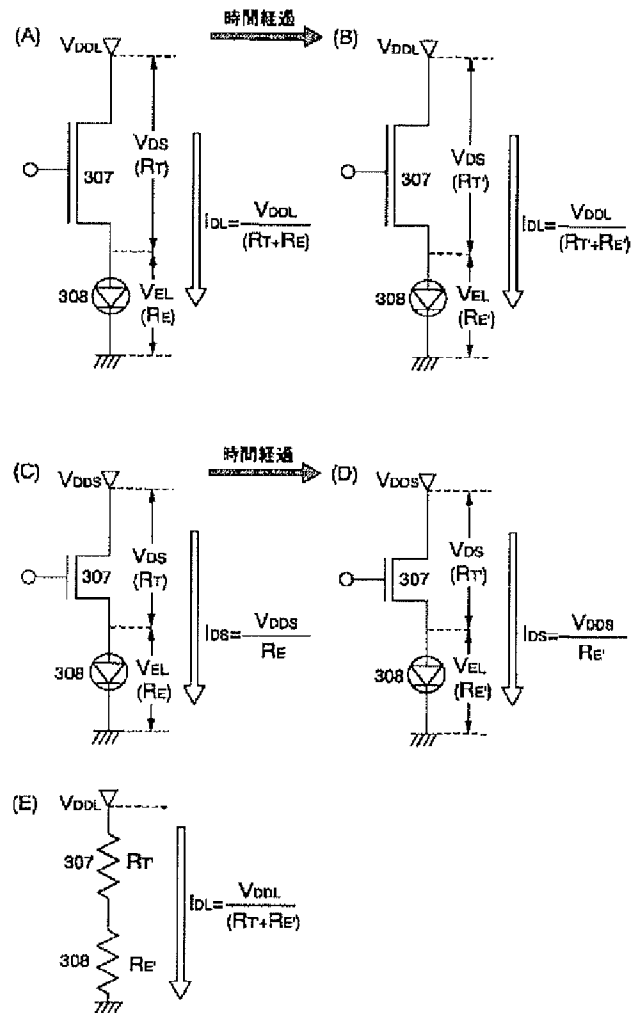 (A)
時間経過
(B)
VDDL
VDDL
VDS
(RT)
VDS
(RT')
307
307
IDL= VDDL / (RT+RE)
IDL= VDDL / (RT'+RE')
308
VEL
(RE)
308
VEL
(RE')
(C)
時間経過
(D)
VDDS
VDDS
VDS
(RT)
VDS
(RT')
307
307
IDS= VDDS / RE
IDS= VDDS / RE'
308
VEL
(RE)
308
VEL
(RE')
(E)
VDDL
307
RT'
IDL= VDDL / (RT'+RE')
308
RE'